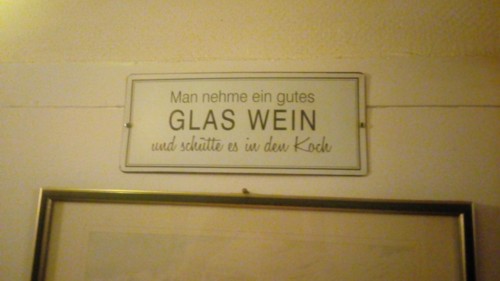 Man nehme ein gutes
GLAS WEIN
und schütte es in den Koch